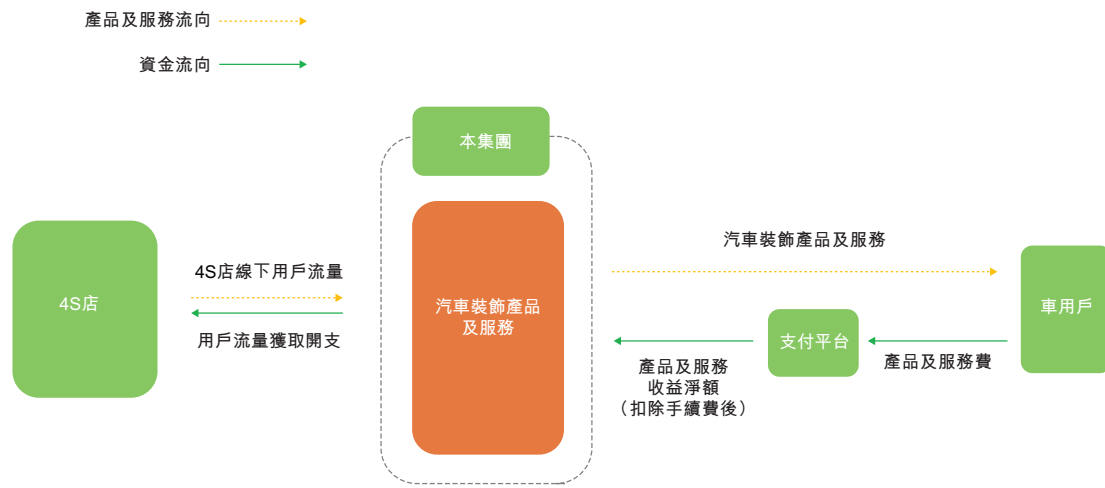 產品及服務流向
資金流向
本集團
汽車裝飾產品及服務
4S店線下用戶流量
4S店
汽車裝飾產品
及服務
車用戶
用戶流量獲取開支
支付平台
產品及服務費
產品及服務
收益淨額
（扣除手續費後）